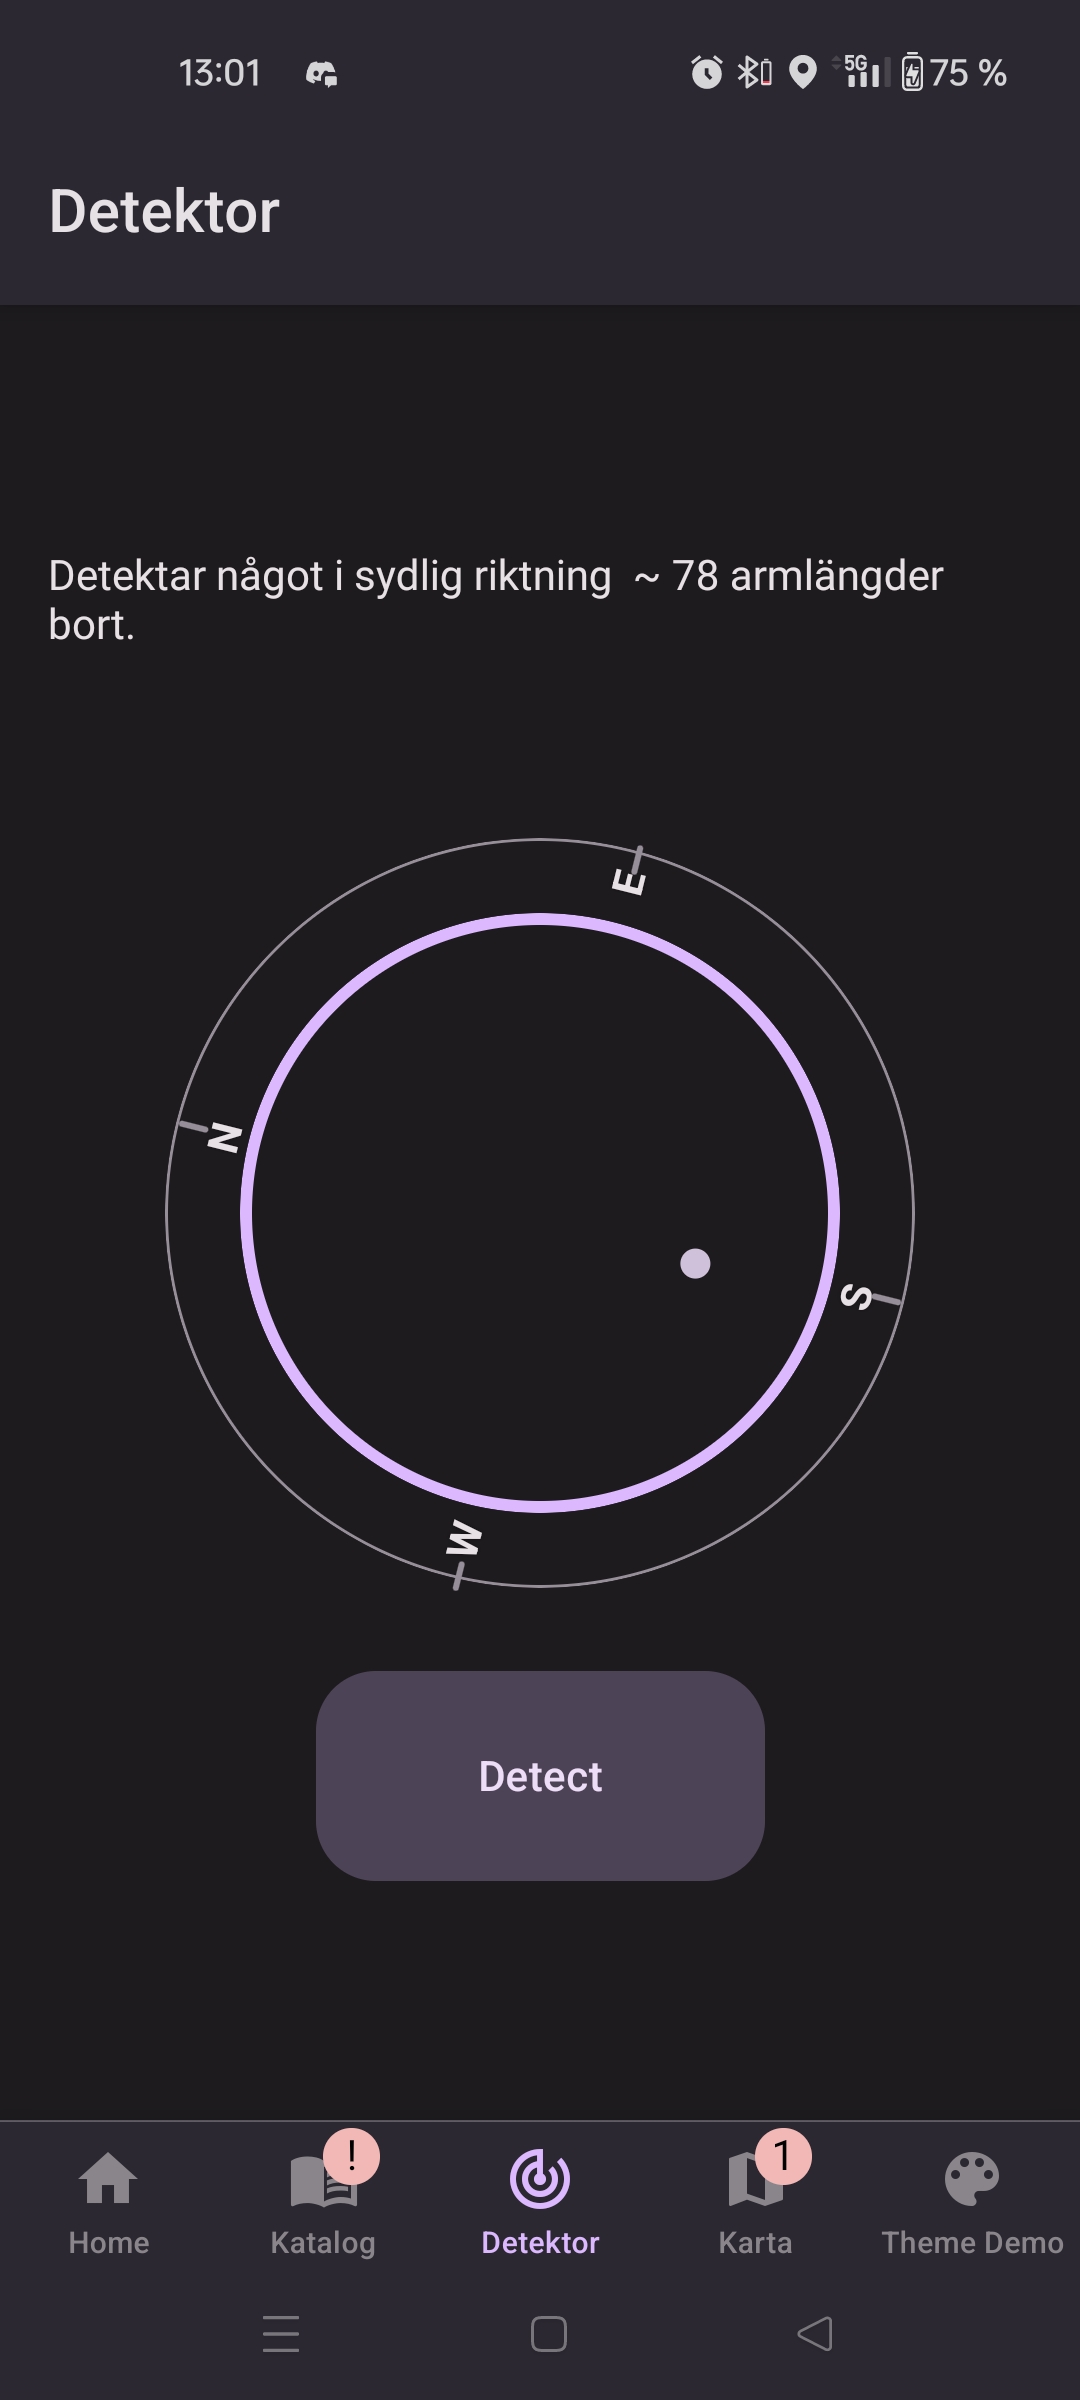 13:01
5G
75 %
Detektor
Detektar något i sydlig riktning ~ 78 armlängder
bort.
E
N
S
W
Detect
!
1
Home
Katalog
Detektor
Karta
Theme Demo